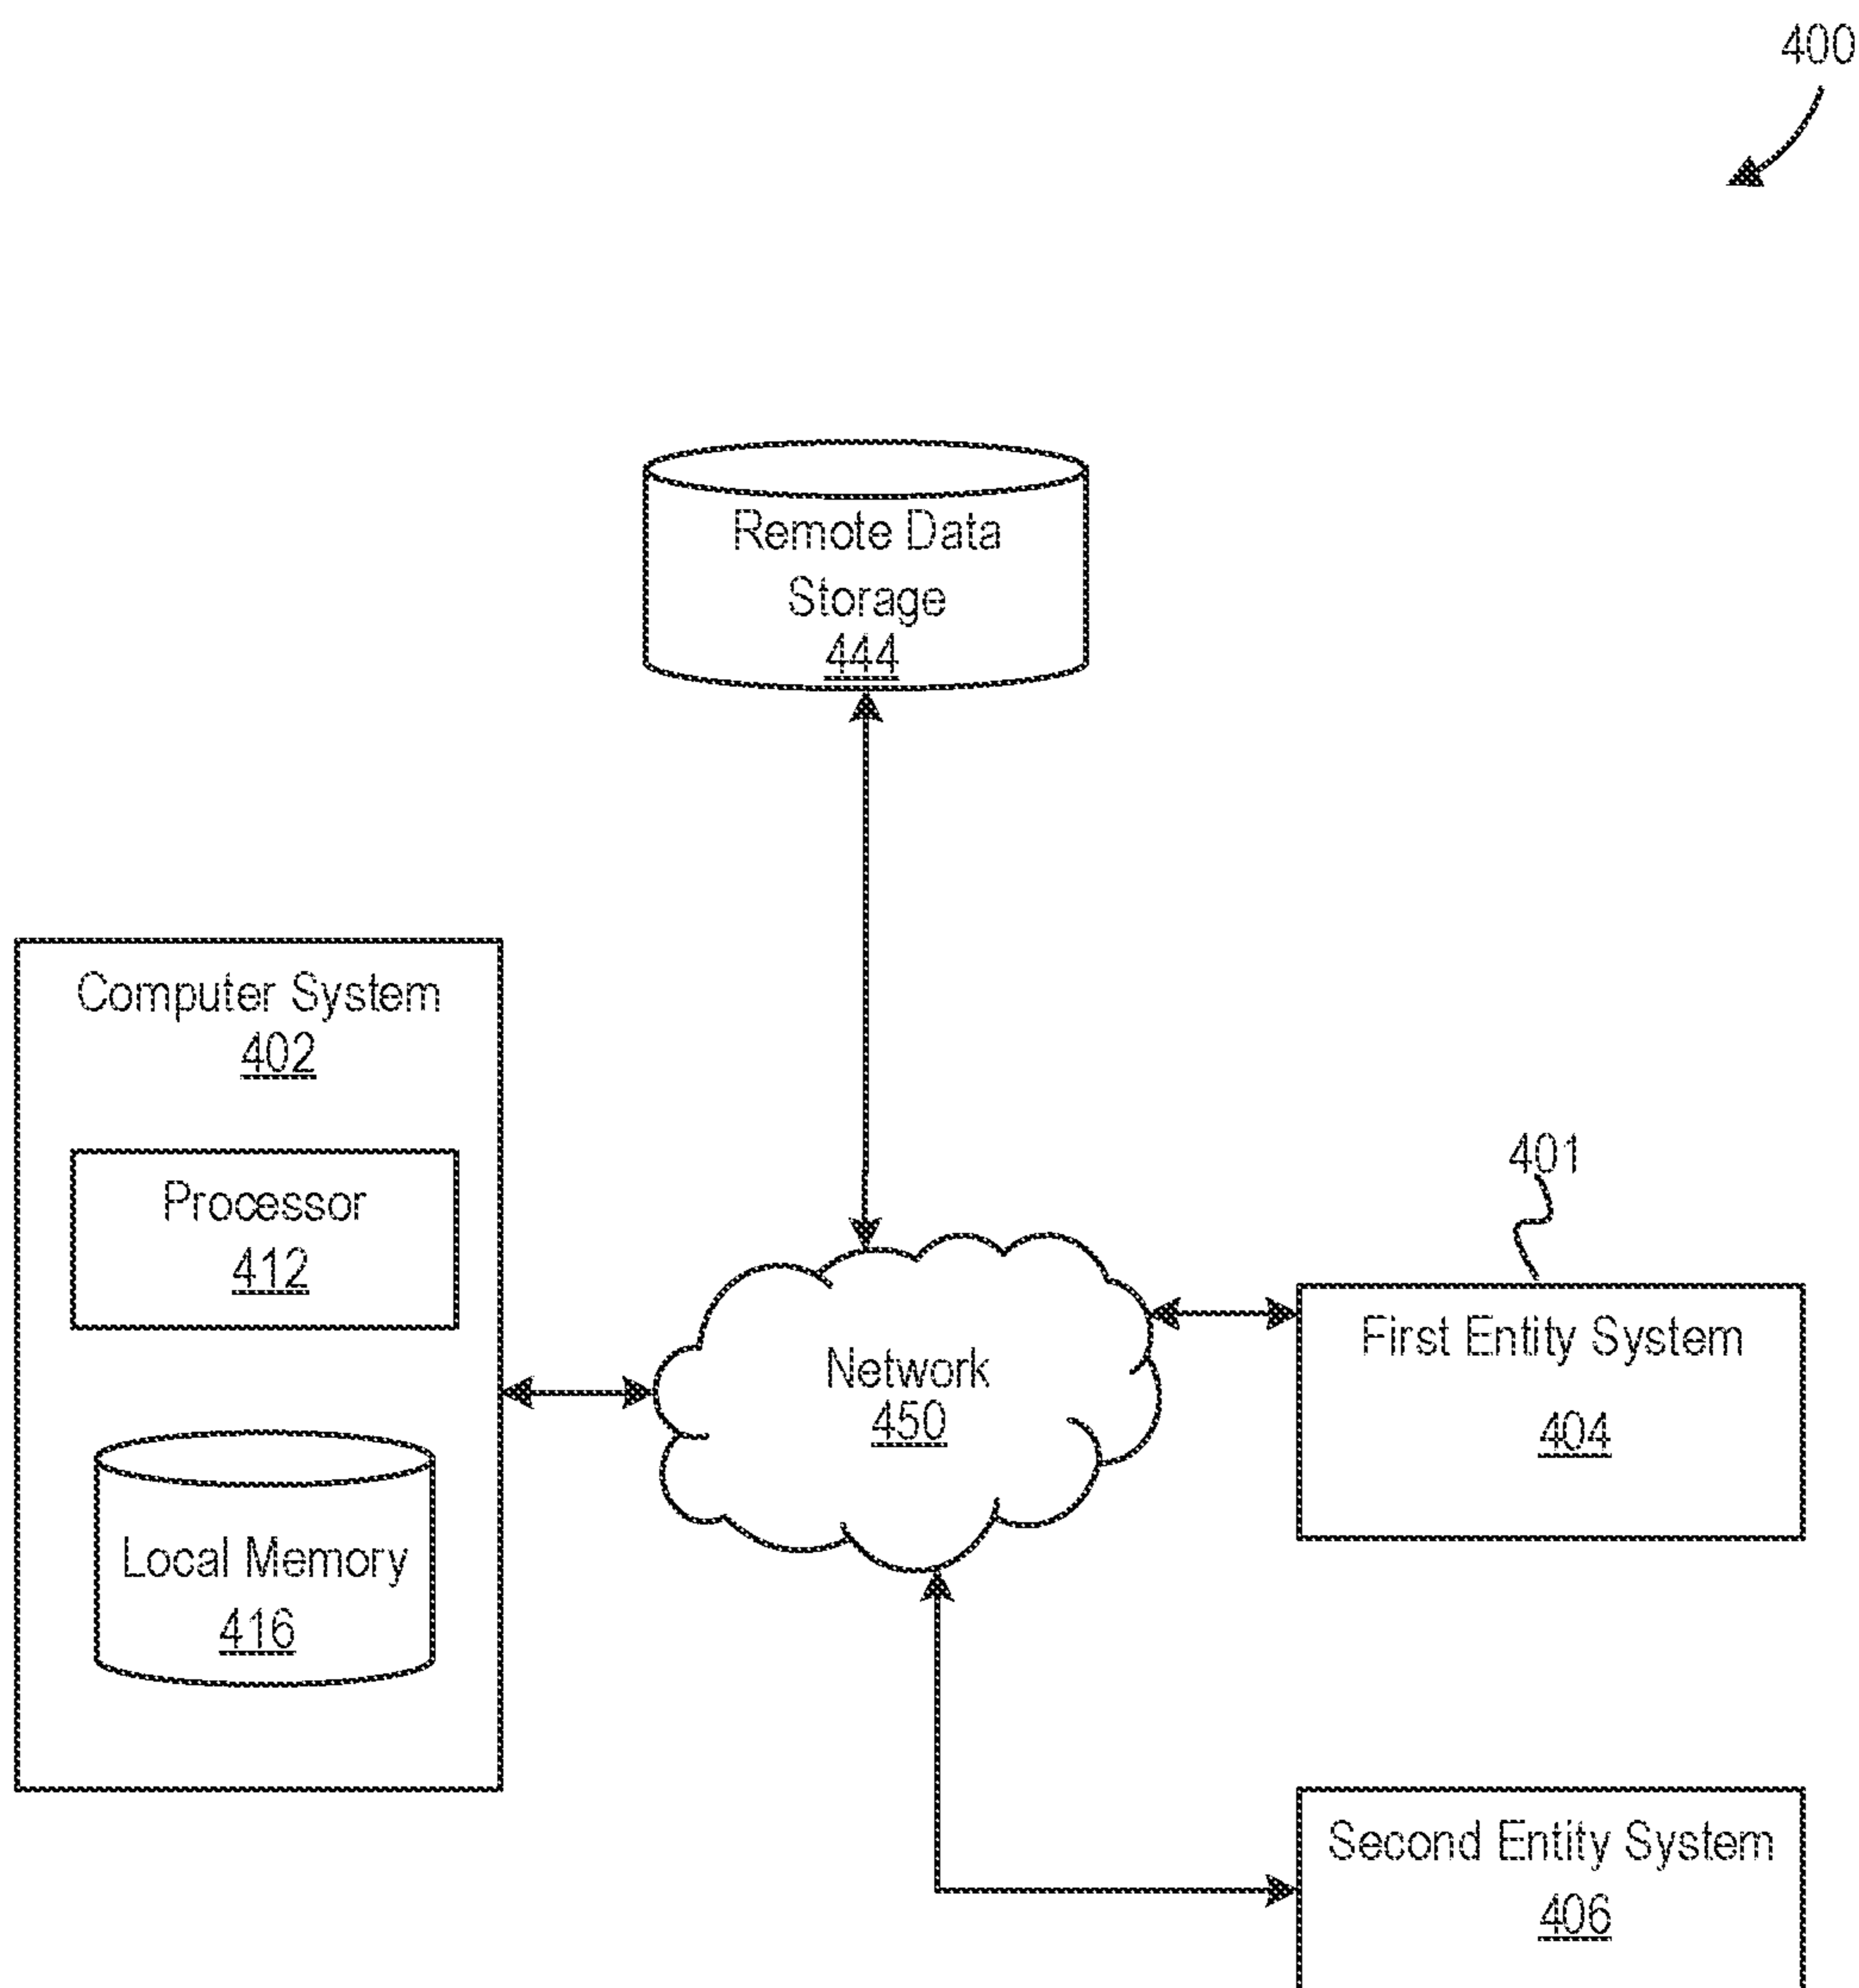 400
Remote Data
Storage
444
Computer System
402
Processor
412
Local Memory
416
Network
450
401
First Entity System
404
Second Entity System
406